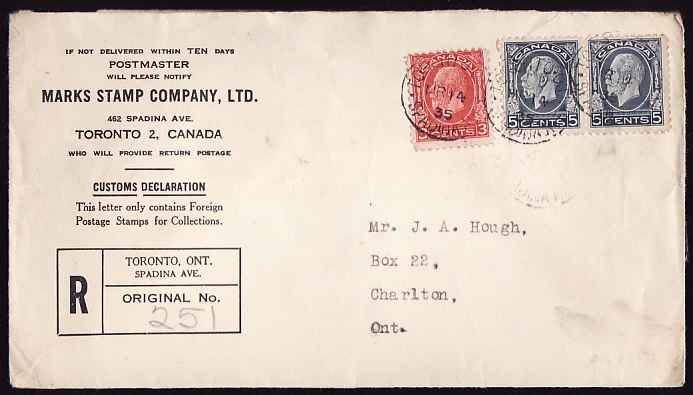 IF NOT DELIVERED WITHIN TEN DAYS
POSTMASTER
WILL PLEASE NOTIFY
MARKS STAMP COMPANY, LTD.
462 SPADINA AVE.
TORONTO 2, CANADA
WHO WILL PROVIDE RETURN POSTAGE
CUSTOMS DECLARATION
This letter only contains Foreign
Postage Stamps for Collections.
R
TORONTO, ONT.
SPADINA AVE.
ORIGINAL No.
251
14
35
3
CANADA
5 CENTS 5
CANADA
5 CENTS 5
Mr. J. A. Hough,
Box 22,
Charlton,
Ont.